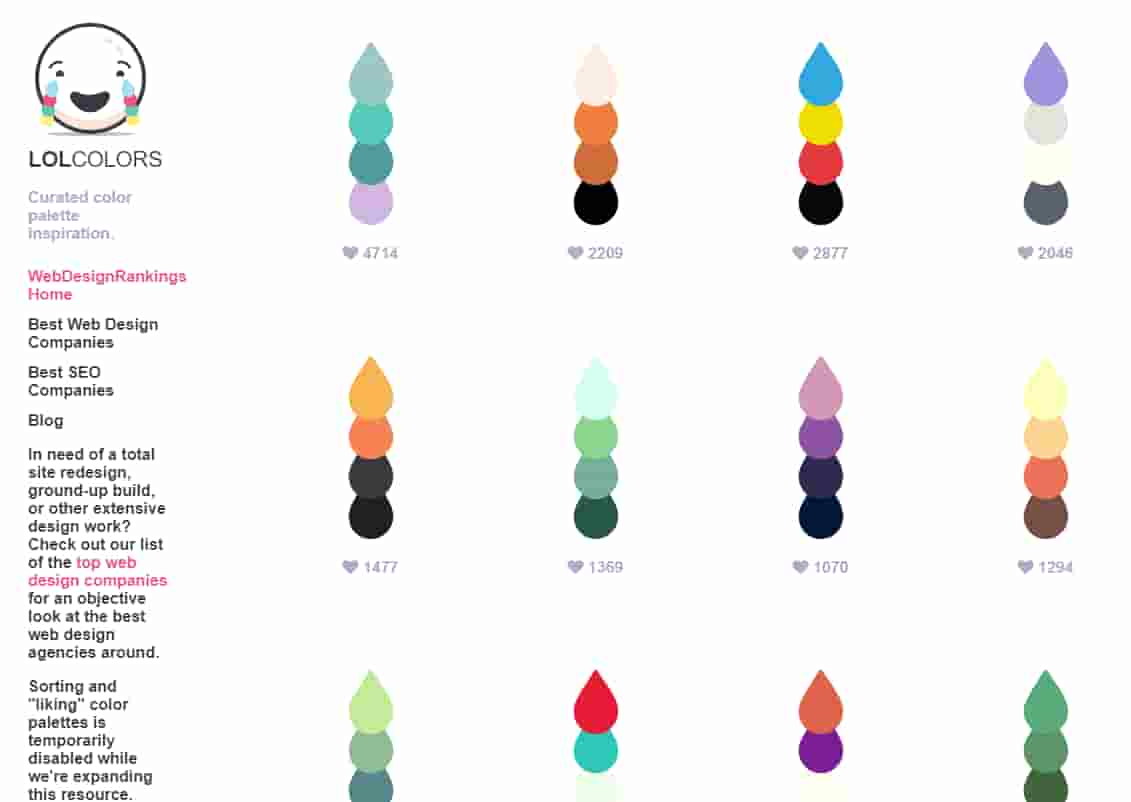 LOLCOLORS
Curated color
palette
inspiration.
WebDesignRankings
Home
Best Web Design
Companies
Best SEO
Companies
Blog
In need of a total
site redesign,
ground-up build,
or other extensive
design work?
Check out our list
of the top web
design companies
for an objective
look at the best
web design
agencies around.
Sorting and
"liking" color
palettes is
temporarily
disabled while
we're expanding
this resource.
4714
2209
2877
2046
1477
1369
1070
1294